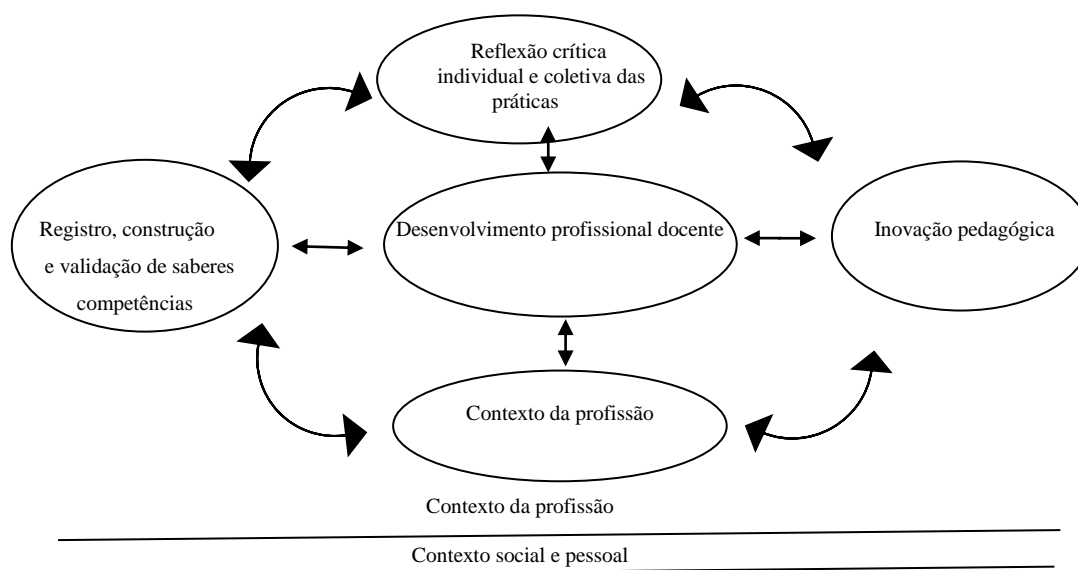 Reflexão crítica
individual e coletiva das
práticas
Registro, construção
e validação de saberes
competências
Desenvolvimento profissional docente
Inovação pedagógica
Contexto da profissão
Contexto da profissão
Contexto social e pessoal